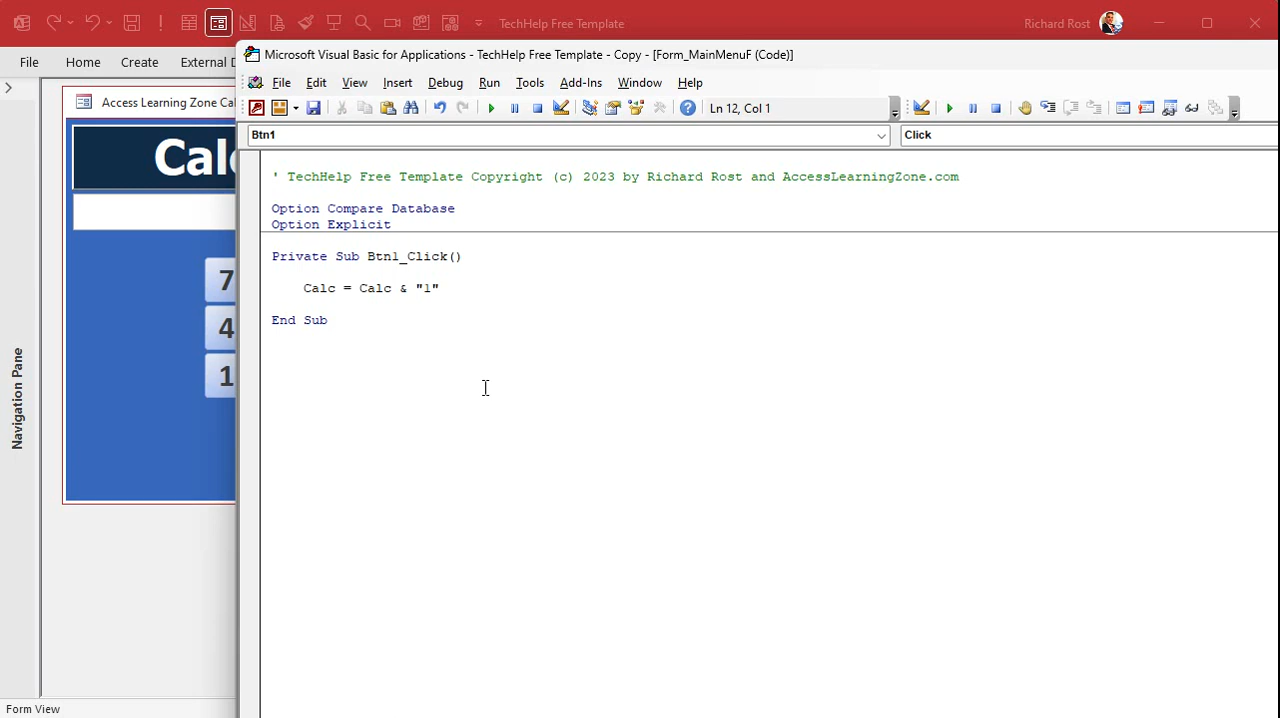 TechHelp Free Template
Richard Rost
File
Home
Create
External D
Access Learning Zone Cal
Calc
7
4
1
Navigation Pane
Form View
Microsoft Visual Basic for Applications - TechHelp Free Template - Copy - [Form_MainMenuF (Code)]
File Edit View Insert Debug Run Tools Add-Ins Window Help
Ln 12, Col 1
Btn1
Click
' TechHelp Free Template Copyright (c) 2023 by Richard Rost and AccessLearningZone.com
Option Compare Database
Option Explicit
Private Sub Btn1_Click()
Calc = Calc & "1"
End Sub